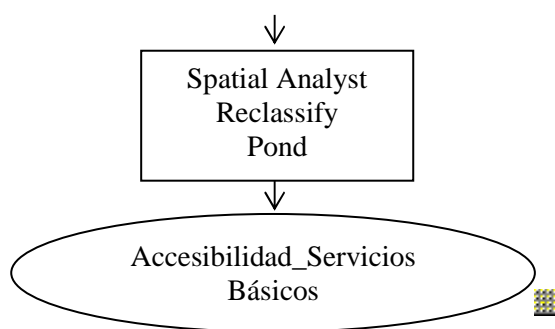 Spatial Analyst
Reclassify
Pond
Accesibilidad_Servicios
Básicos